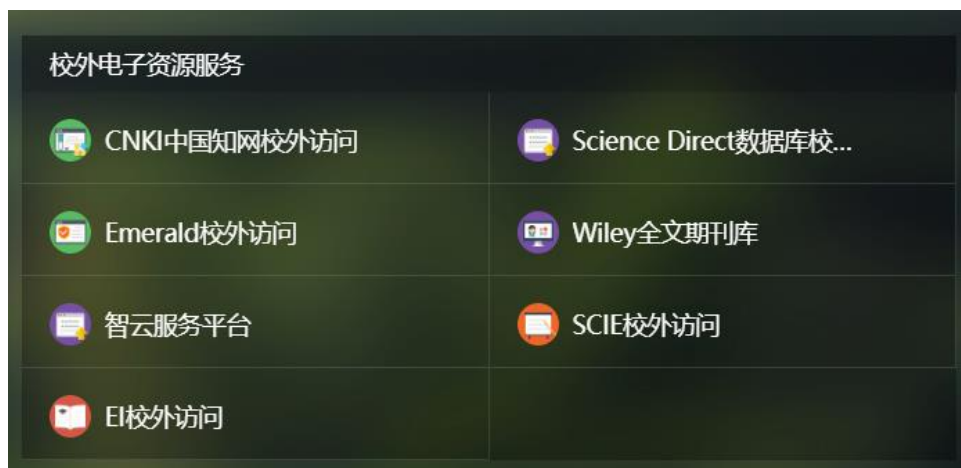 校外电子资源服务
CNKI中国知网校外访问
Science Direct数据库校...
Emerald校外访问
Wiley全文期刊库
智云服务平台
SCIE校外访问
EI校外访问